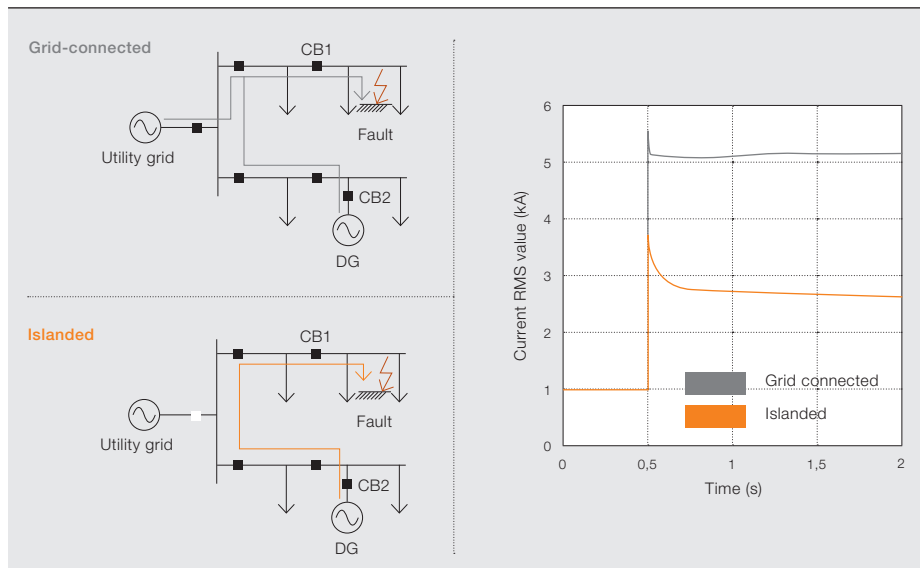 Grid-connected
CB1
Fault
Utility grid
CB2
DG
Islanded
CB1
Fault
Utility grid
CB2
DG
Current RMS value (kA)
6
5
4
3
2
1
0
Grid connected
Islanded
0 0,5 1 1,5 2
Time (s)